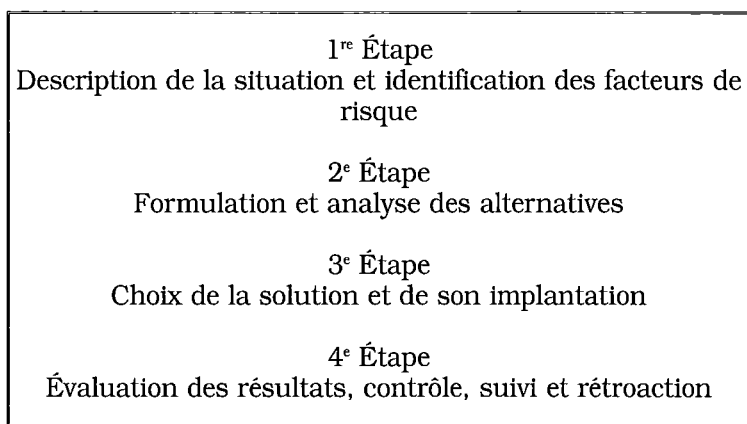 1re Étape
Description de la situation et identification des facteurs de
risque
2e Étape
Formulation et analyse des alternatives
3e Étape
Choix de la solution et de son implantation
4e Étape
Évaluation des résultats, contrôle, suivi et rétroaction